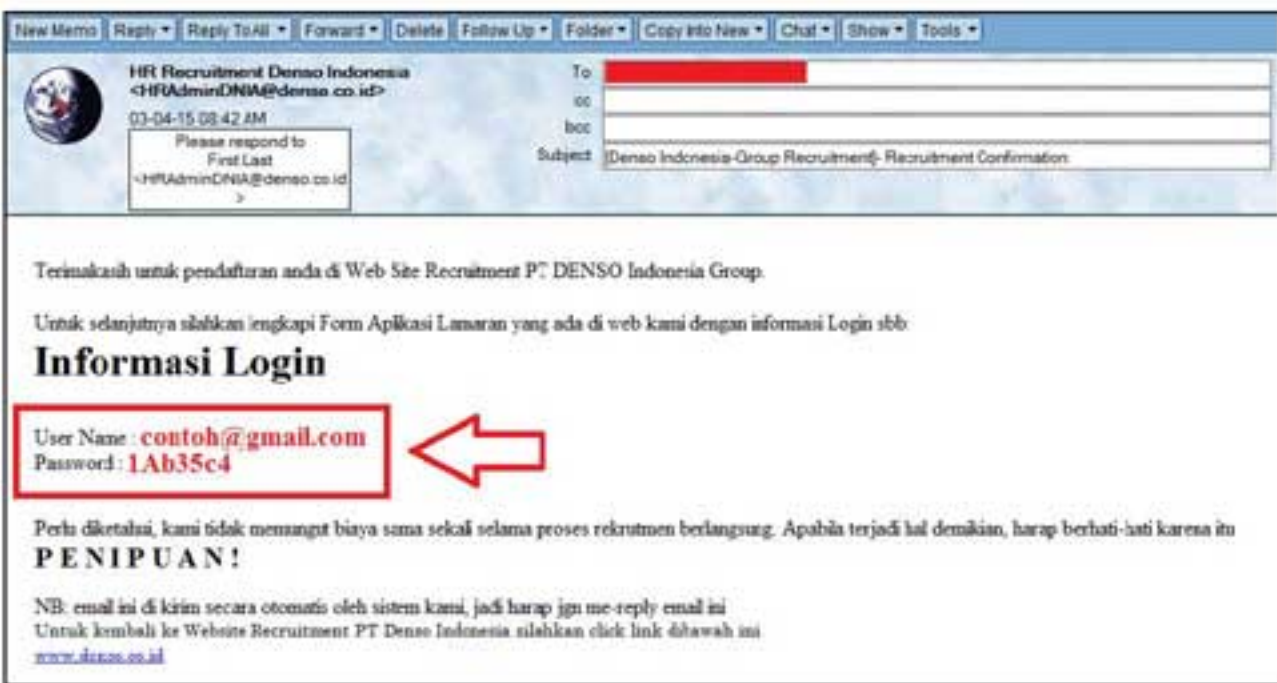 New Memo Reply Reply To All Forward Delete Follow Up Folder Copy Into New Chat Show Tools
HR Recruitment Denso Indonesia
<HRAdminDNIA@denso.co.id>
03-04-15 08:42 AM
Please respond to
First Last
<HRAdminDNIA@denso.co.id
>
To
cc
bcc
Subject [Denso Indonesia-Group Recruitment]- Recruitment Confirmation
Terimakasih untuk pendaftaran anda di Web Site Recruitment PT DENSO Indonesia Group.
Untuk selanjutnya silahkan lengkapi Form Aplikasi Lamaran yang ada di web kami dengan informasi Login sbb:
Informasi Login
User Name : contoh@gmail.com
Password : 1Ab35c4
Perlu diketahui, kami tidak memungut biaya sama sekali selama proses rekrutmen berlangsung. Apabila terjadi hal demikian, harap berhati-hati karena itu
P E N I P U A N !
NB: email ini di kirim secara otomatis oleh sistem kami, jadi harap jgn me-reply email ini
Untuk kembali ke Website Recruitment PT Denso Indonesia silahkan click link dibawah ini
www.denso.co.id